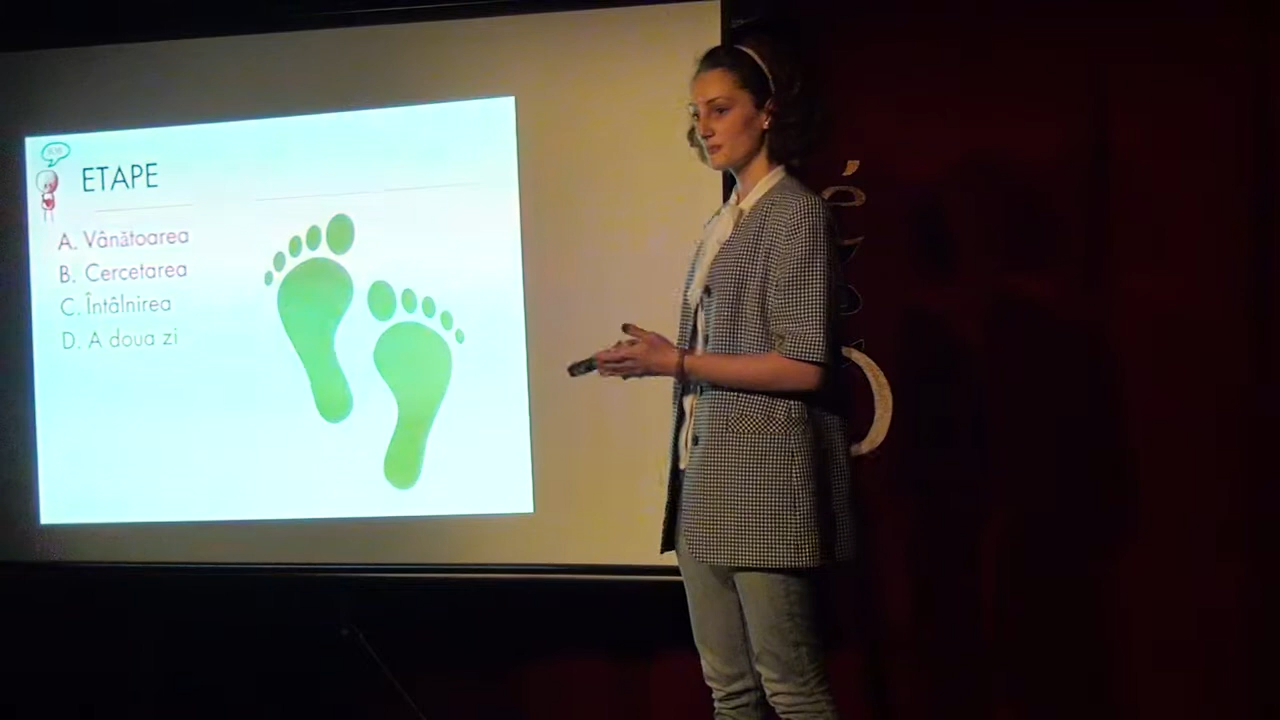 ETAPE
A. Vânătoarea
B. Cercetarea
C. Întâlnirea
D. A doua zi